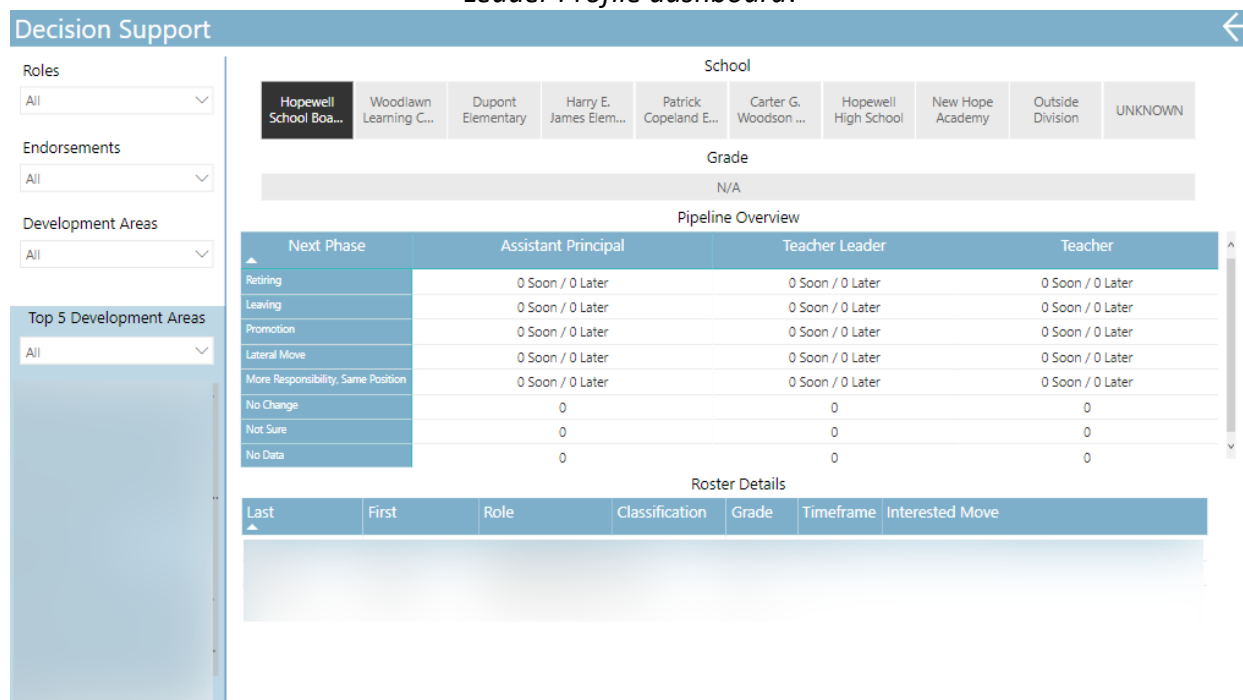 Leader Profile dashboard.
Decision Support
Roles
All
Endorsements
All
Development Areas
All
Top 5 Development Areas
All
School
Hopewell School Boa...
Woodlawn Learning C...
Dupont Elementary
Harry E. James Elem...
Patrick Copeland E...
Carter G. Woodson ...
Hopewell High School
New Hope Academy
Outside Division
UNKNOWN
Grade
N/A
Pipeline Overview
Next Phase Assistant Principal Teacher Leader Teacher
Retiring 0 Soon / 0 Later 0 Soon / 0 Later 0 Soon / 0 Later
Leaving 0 Soon / 0 Later 0 Soon / 0 Later 0 Soon / 0 Later
Promotion 0 Soon / 0 Later 0 Soon / 0 Later 0 Soon / 0 Later
Lateral Move 0 Soon / 0 Later 0 Soon / 0 Later 0 Soon / 0 Later
More Responsibility, Same Position 0 Soon / 0 Later 0 Soon / 0 Later 0 Soon / 0 Later
No Change 0 0 0
Not Sure 0 0 0
No Data 0 0 0
Roster Details
Last First Role Classification Grade Timeframe Interested Move